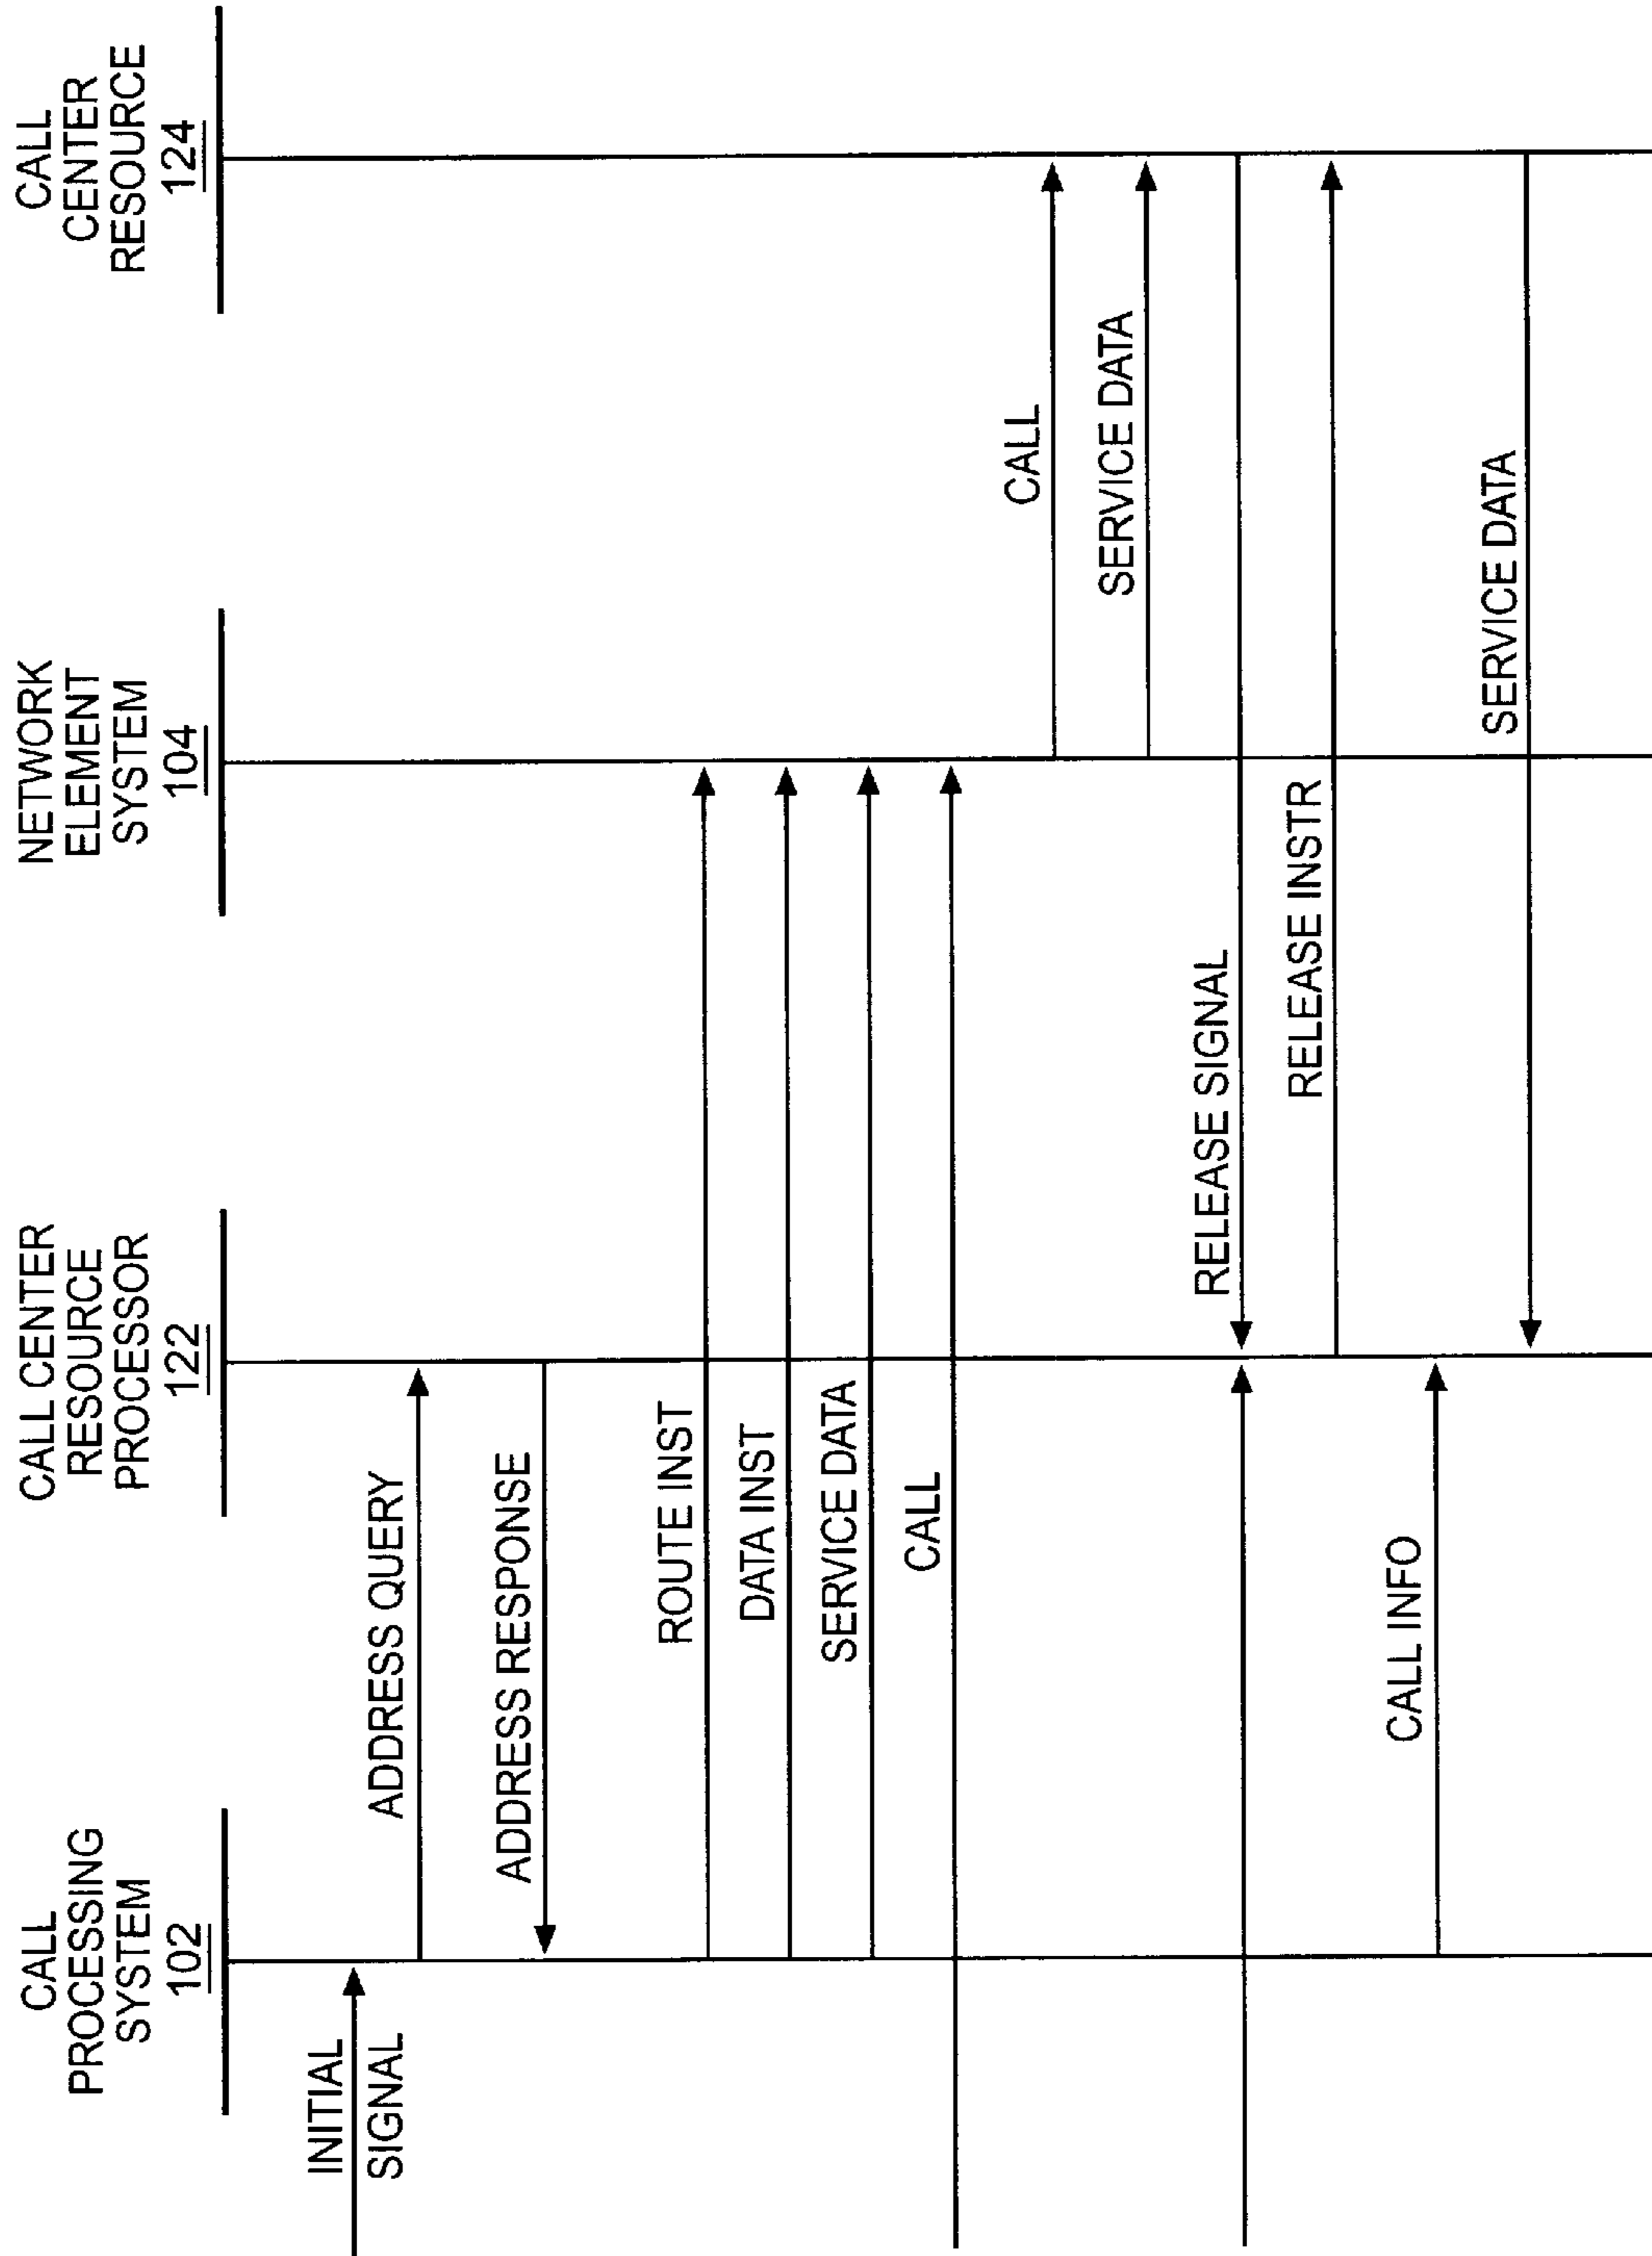 CALL
PROCESSING
SYSTEM
102
CALL CENTER
RESOURCE
PROCESSOR
122
NETWORK
ELEMENT
SYSTEM
104
CALL
CENTER
RESOURCE
124
INITIAL
SIGNAL
ADDRESS QUERY
ADDRESS RESPONSE
ROUTE INST
DATA INST
SERVICE DATA
CALL
CALL
SERVICE DATA
RELEASE SIGNAL
RELEASE INSTR
CALL INFO
SERVICE DATA